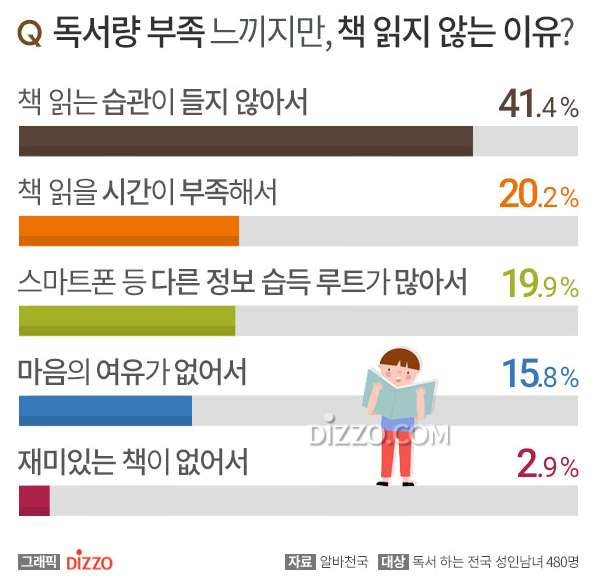 Q 독서량 부족 느끼지만, 책 읽지 않는 이유?
책 읽는 습관이 들지 않아서 41.4%
책 읽을 시간이 부족해서 20.2%
스마트폰 등 다른 정보 습득 루트가 많아서 19.9%
마음의 여유가 없어서 15.8%
DIZZO.COM
재미있는 책이 없어서 2.9%
그래픽 DIZZO 자료 알바천국 대상 독서 하는 전국 성인남녀 480명